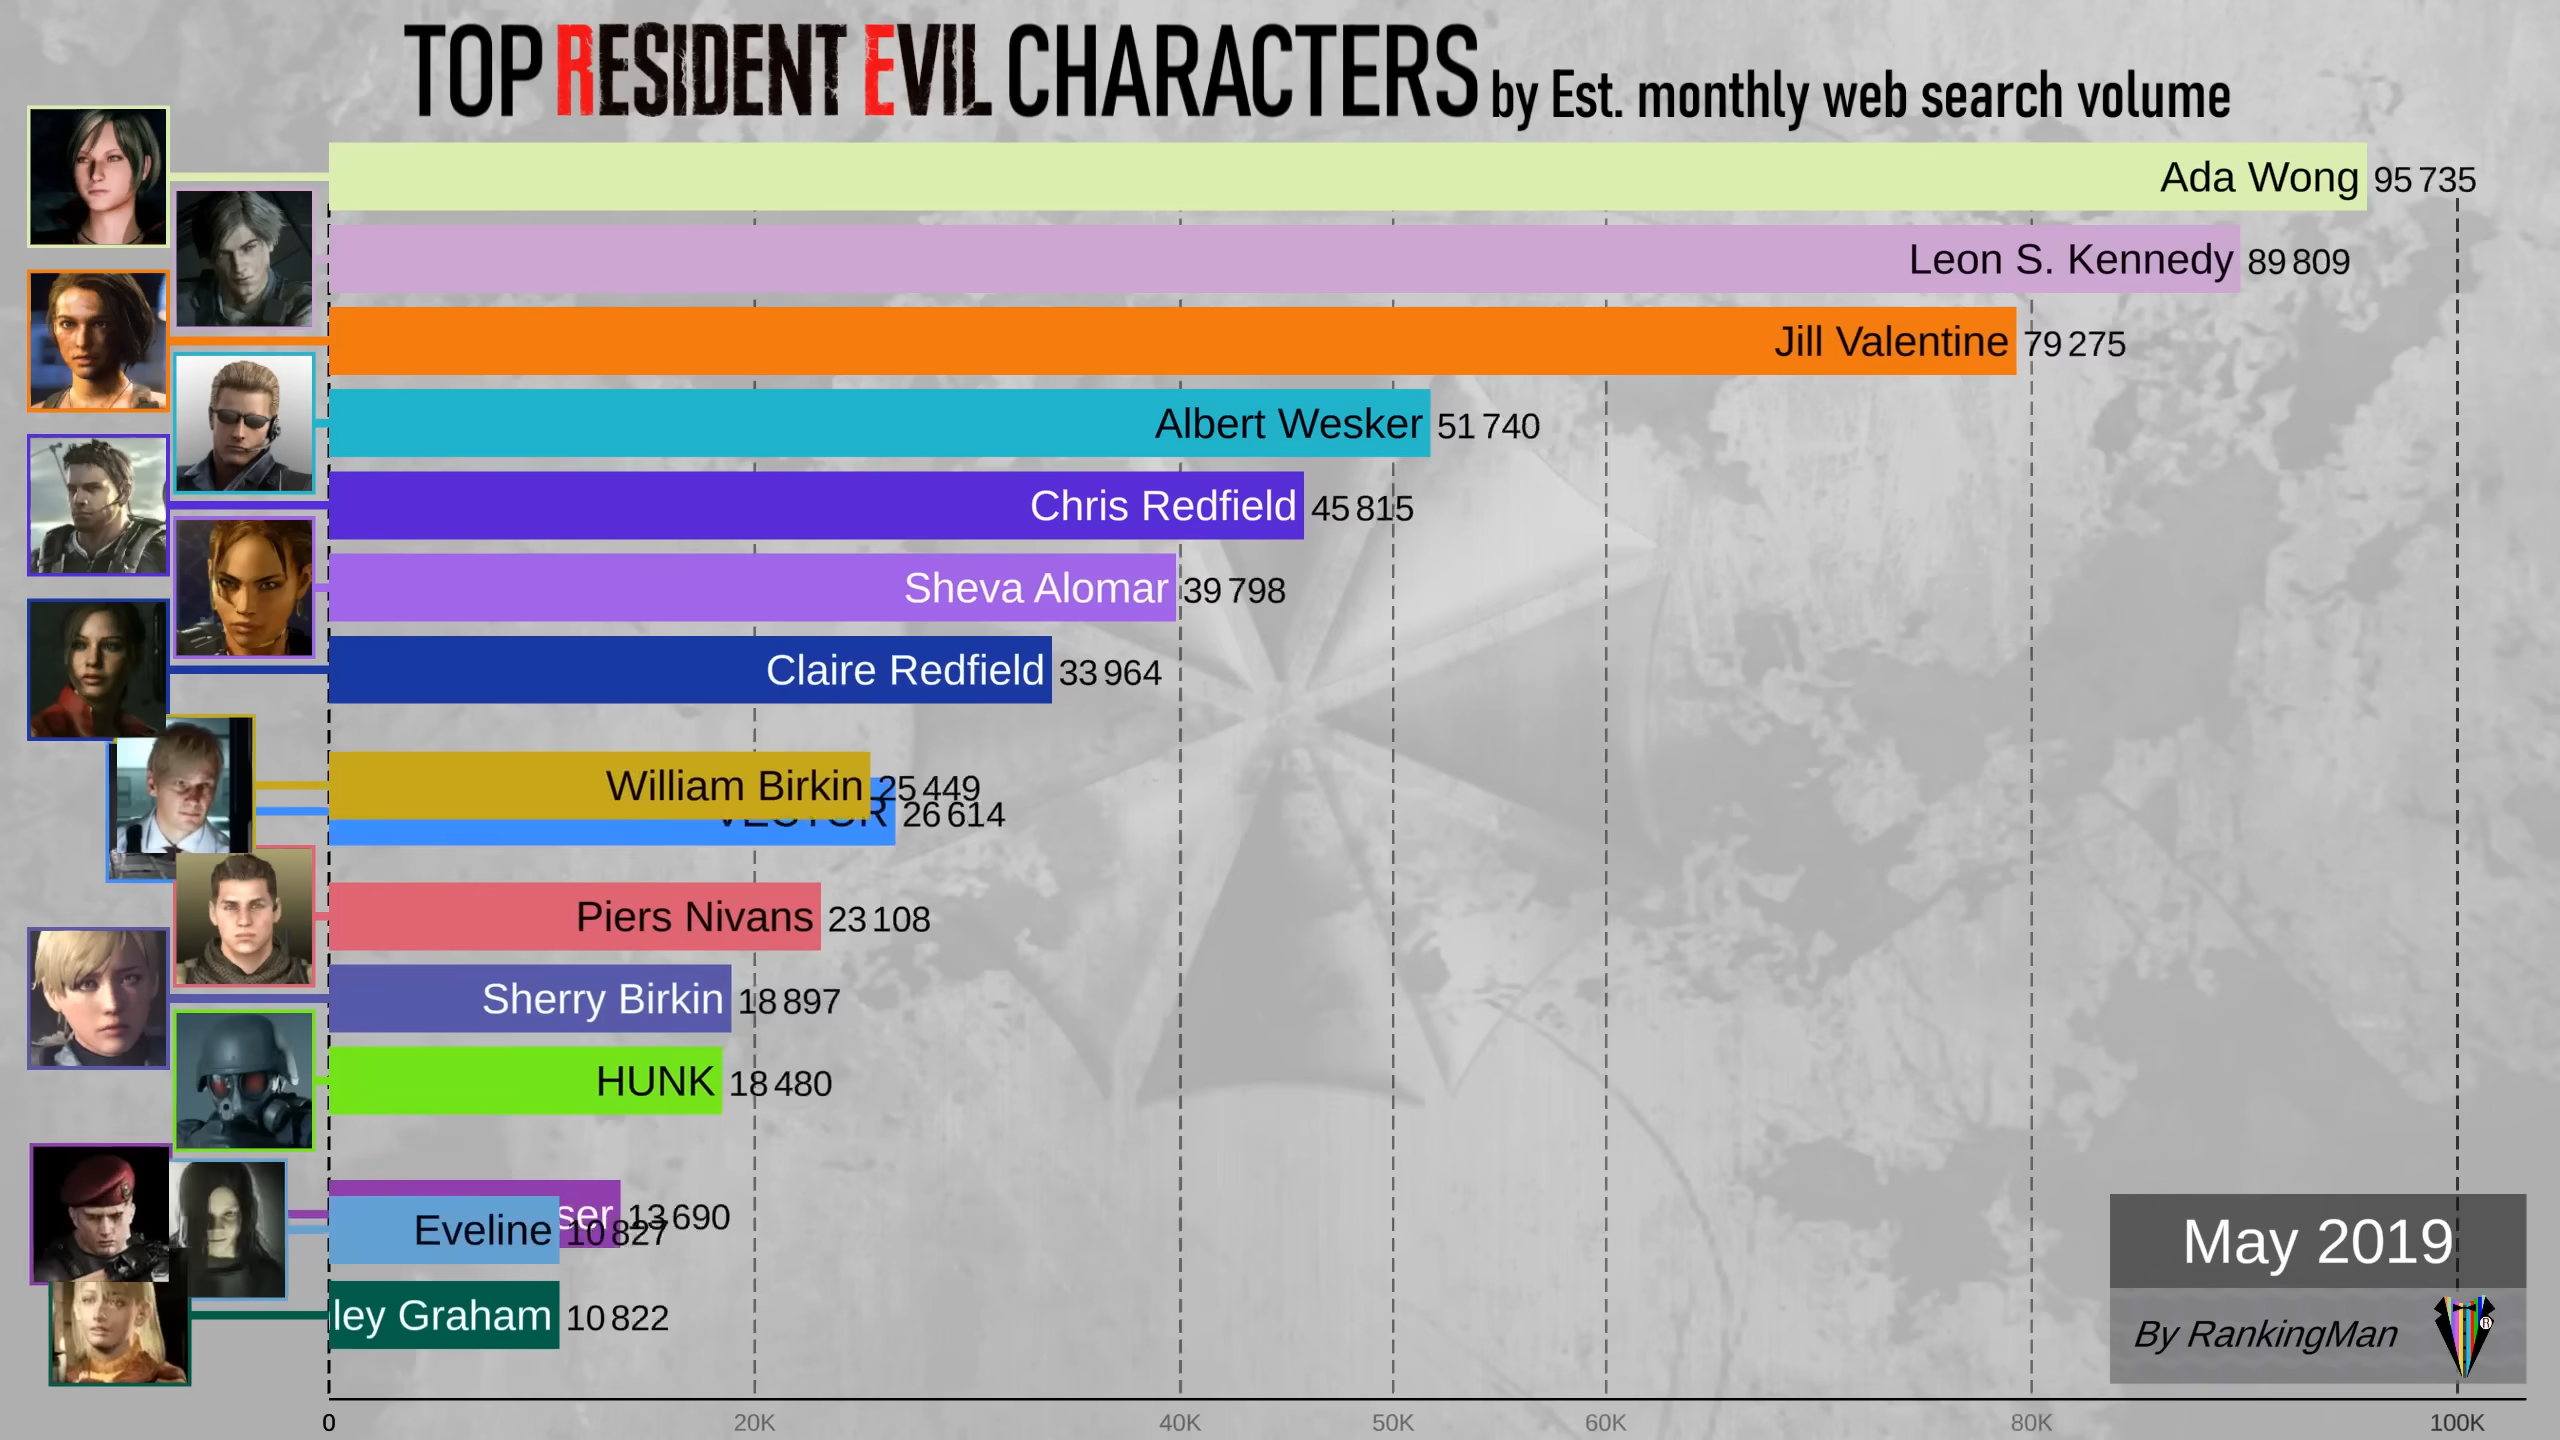 TOP RESIDENT EVIL CHARACTERS by Est. monthly web search volume
Ada Wong 95 735
Leon S. Kennedy 89 809
Jill Valentine 79 275
Albert Wesker 51 740
Chris Redfield 45 815
Sheva Alomar 39 798
Claire Redfield 33 964
William Birkin 25 449
26 614
Piers Nivans 23 108
Sherry Birkin 18 897
HUNK 18 480
ser 13 690
Eveline 10 827
ley Graham 10 822
May 2019
By RankingMan
0 20K 40K 50K 60K 80K 100K